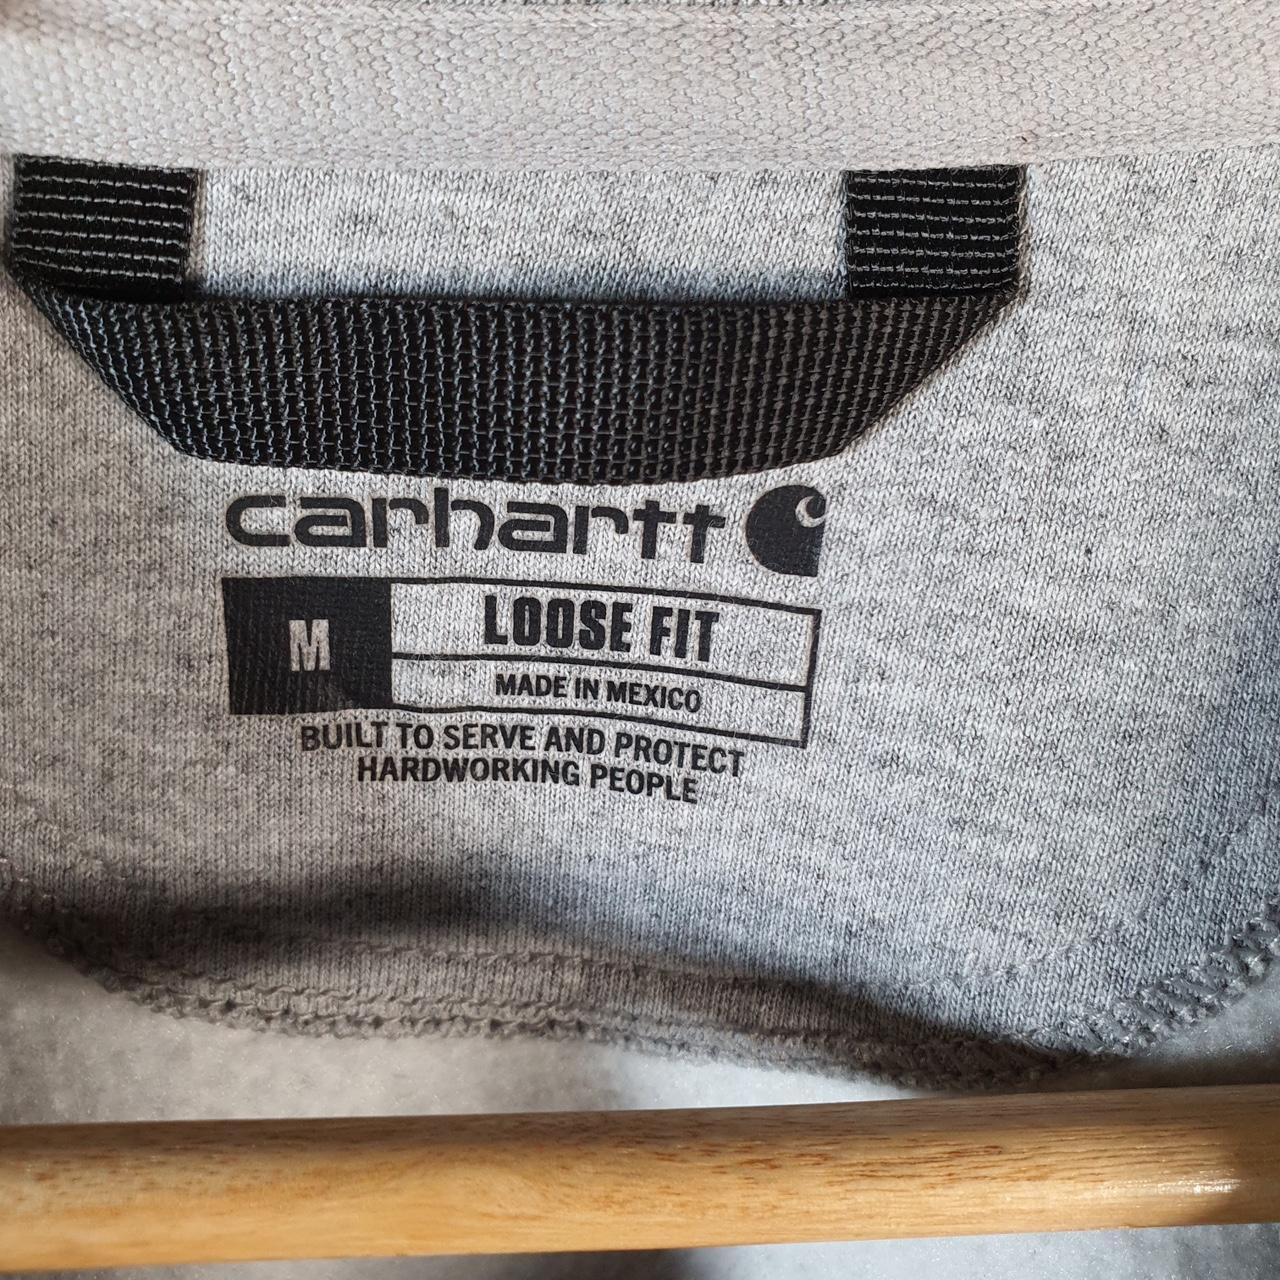 carhartt
M
LOOSE FIT
MADE IN MEXICO
BUILT TO SERVE AND PROTECT
HARDWORKING PEOPLE